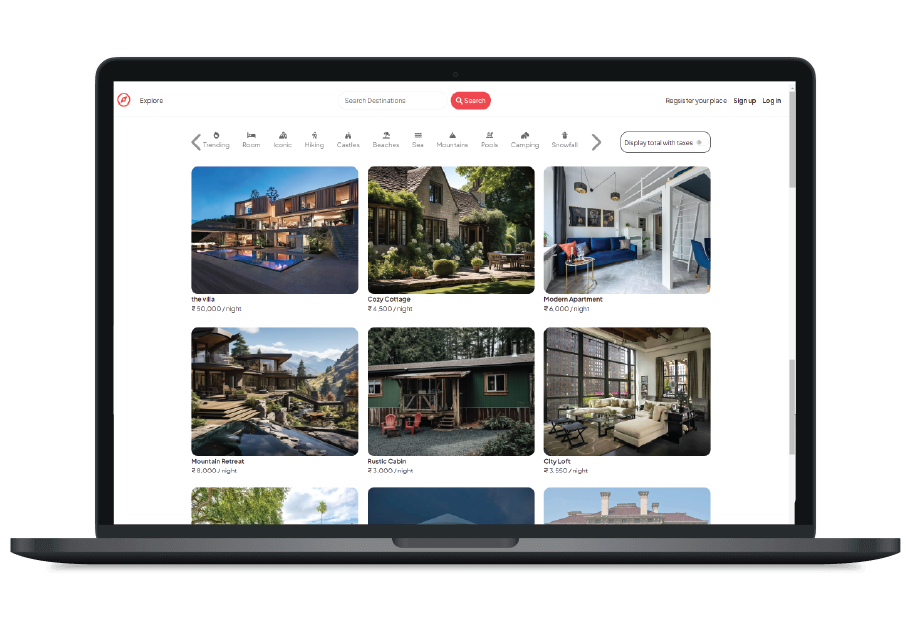 Explore
Search Destinations
Search
Regsister your place
Sign up
Log in
Trending
Room
Iconic
Hiking
Castles
Beaches
Sea
Mountains
Pools
Camping
Snowfall
Display total with taxes
the villa
₹ 50,000 / night
Cozy Cottage
₹ 4,500 / night
Modern Apartment
₹ 6,000 / night
Mountain Retreat
₹ 8,000 / night
Rustic Cabin
₹ 3,000 / night
City Loft
₹ 3,550 / night